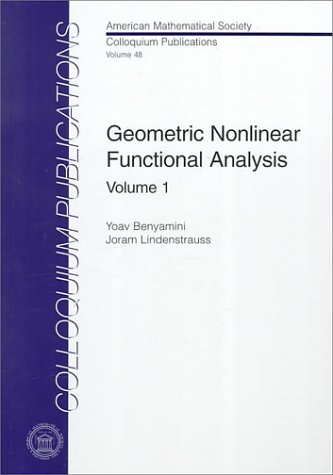 American Mathematical Society
Colloquium Publications
Volume 48
Geometric Nonlinear
Functional Analysis
Volume 1
Yoav Benyamini
Joram Lindenstrauss
COLLOQUIUM PUBLICATIONS